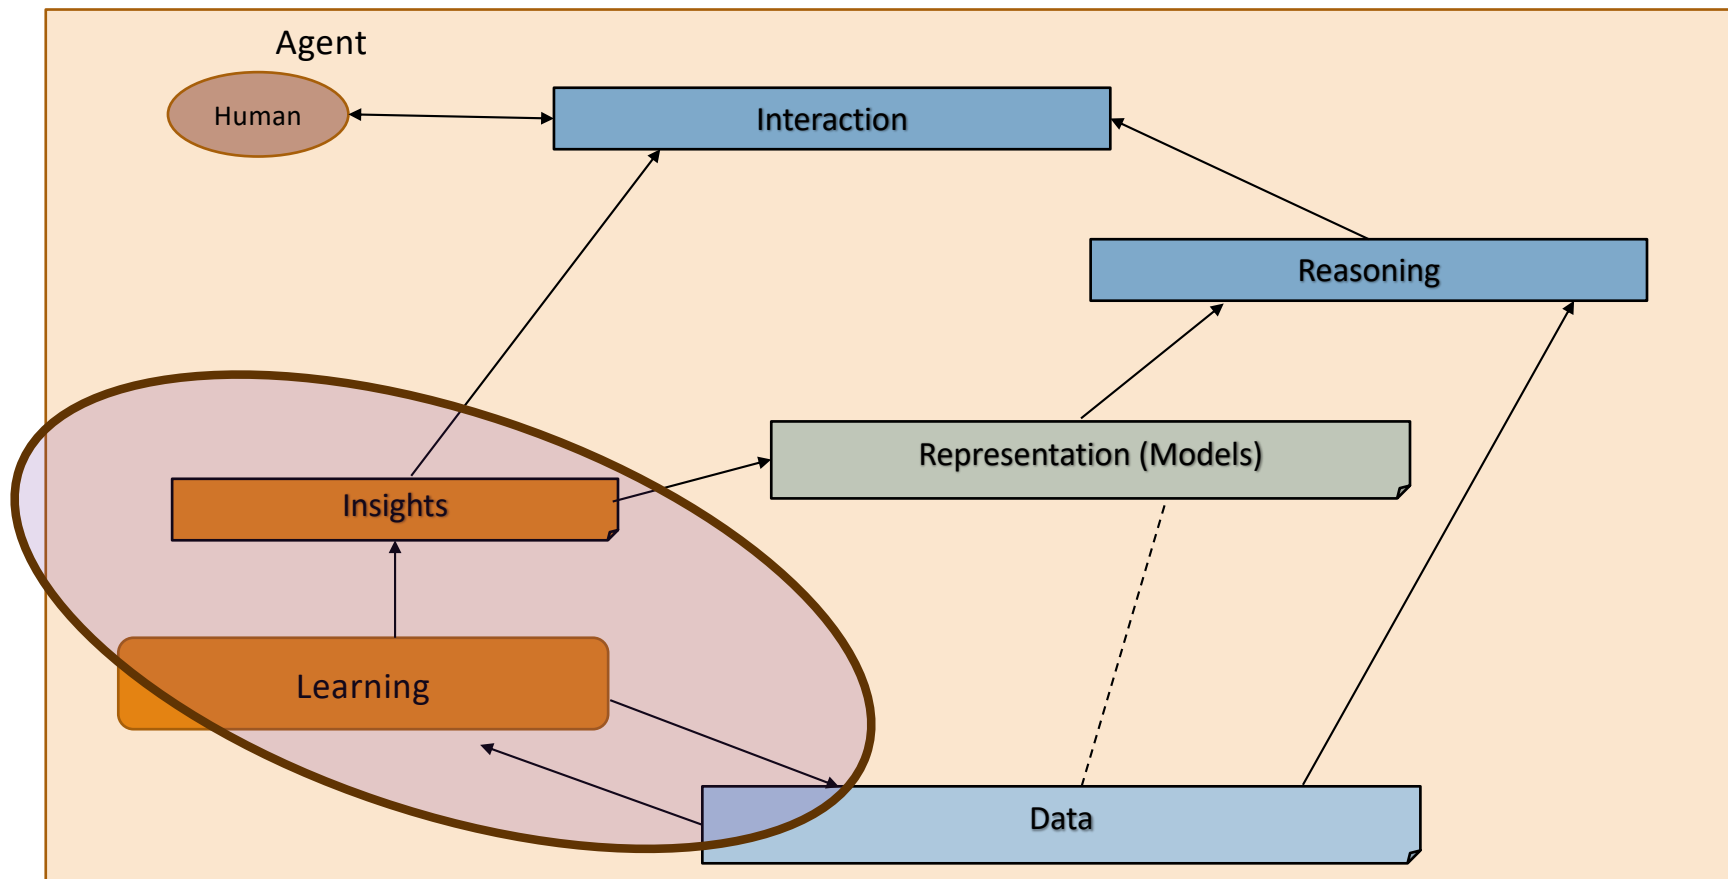 Agent
Human
Interaction
Reasoning
Representation (Models)
Insights
Learning
Data